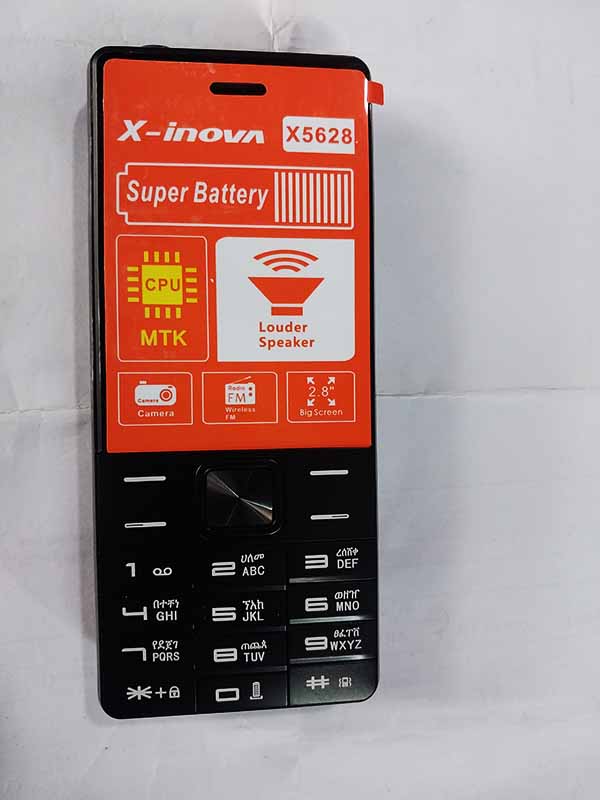 X-inova X5628
Super Battery
CPU
MTK
Louder
Speaker
Camera
Camera
Radio
FM
Wireless
FM
2.8"
Big Screen
1 2 ሀለመ ABC 3 ረሰሸቀ DEF
4 በተቸነ GHI 5 ኘአከ JKL 6 ወዘዠ MNO
7 የደጀገ PQRS 8 ጠጨጰ TUV 9 ፀፈፐቨ WXYZ
*+ 0 #